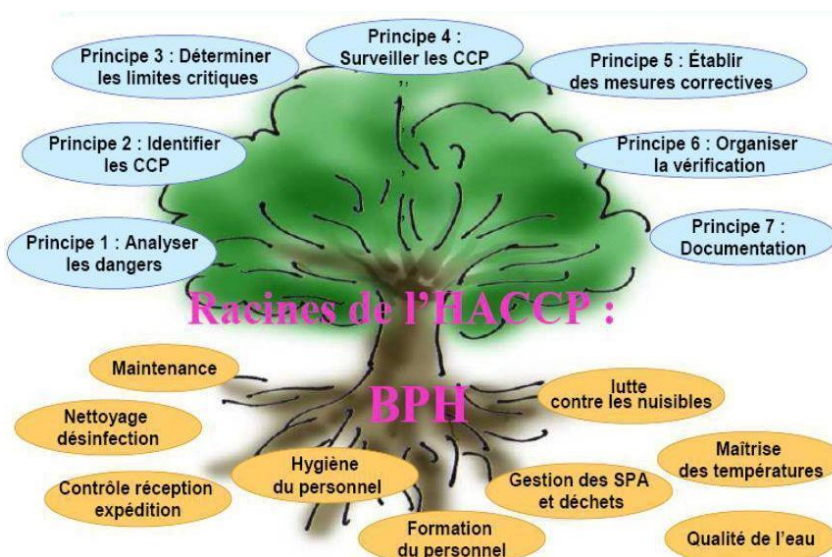 Principe 4 :
Surveiller les CCP
Principe 3 : Déterminer
les limites critiques
Principe 5 : Établir
des mesures correctives
Principe 2 : Identifier
les CCP
Principe 6 : Organiser
la vérification
Principe 1 : Analyser
les dangers
Principe 7 :
Documentation
Racines de l'HACCP :
BPH
Maintenance
lutte
contre les nuisibles
Nettoyage
désinfection
Maîtrise
des températures
Hygiène
du personnel
Gestion des SPA
et déchets
Contrôle réception
expédition
Formation
du personnel
Qualité de l'eau